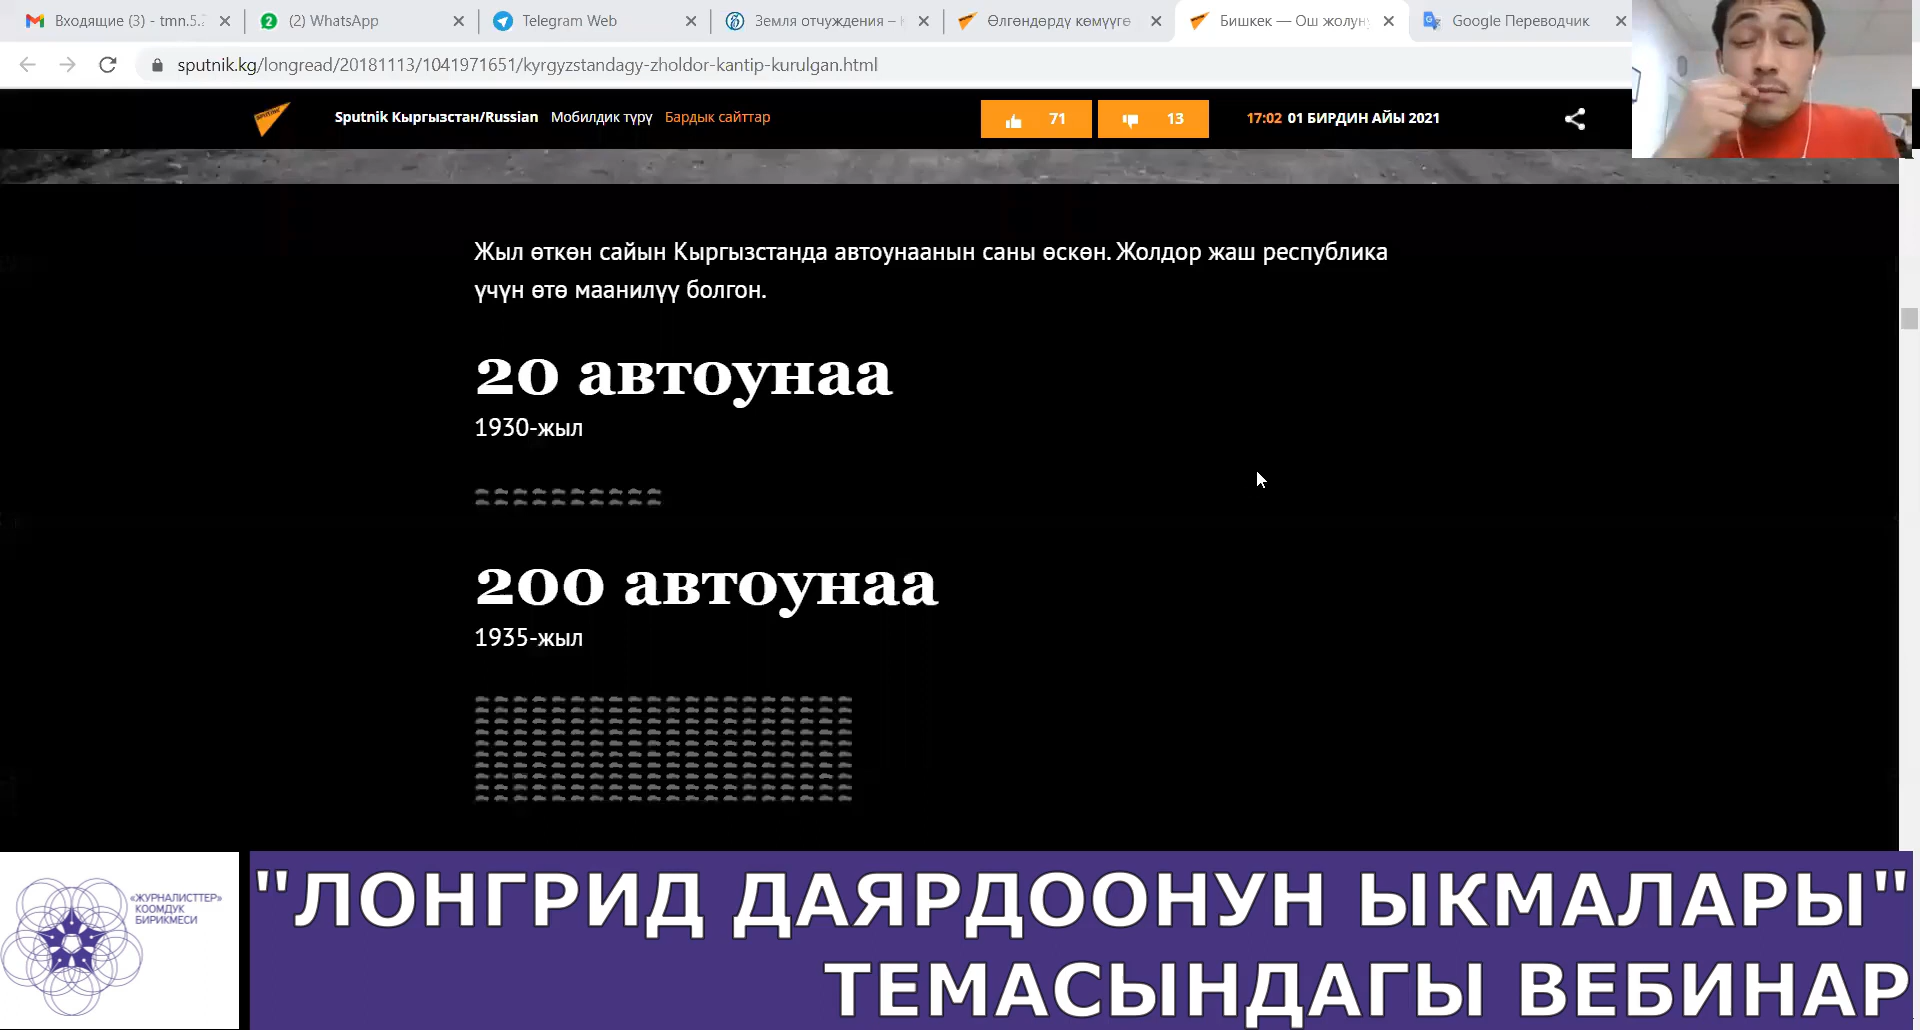 Входящие (3) - tmn.5.
(2) WhatsApp
Telegram Web
Земля отчуждения –
Өлгөндөрдү көмүүгө
Бишкек — Ош жолун
Google Переводчик
sputnik.kg/longread/20181113/1041971651/kyrgyzstandagy-zholdor-kantip-kurulgan.html
Sputnik Кыргызстан/Russian Мобилдик түрү Бардык сайттар
71
13
17:02 01 БИРДИН АЙЫ 2021
Жыл өткөн сайын Кыргызстанда автоунаанын саны өскөн. Жолдор жаш республика
үчүн өтө маанилүү болгон.
20 автоунаа
1930-жыл
200 автоунаа
1935-жыл
«ЖУРНАЛИСТТЕР»
КООМДУК
БИРИКМЕСИ
"ЛОНГРИД ДАЯРДООНУН ЫКМАЛАРЫ"
ТЕМАСЫНДАГЫ ВЕБИНАР